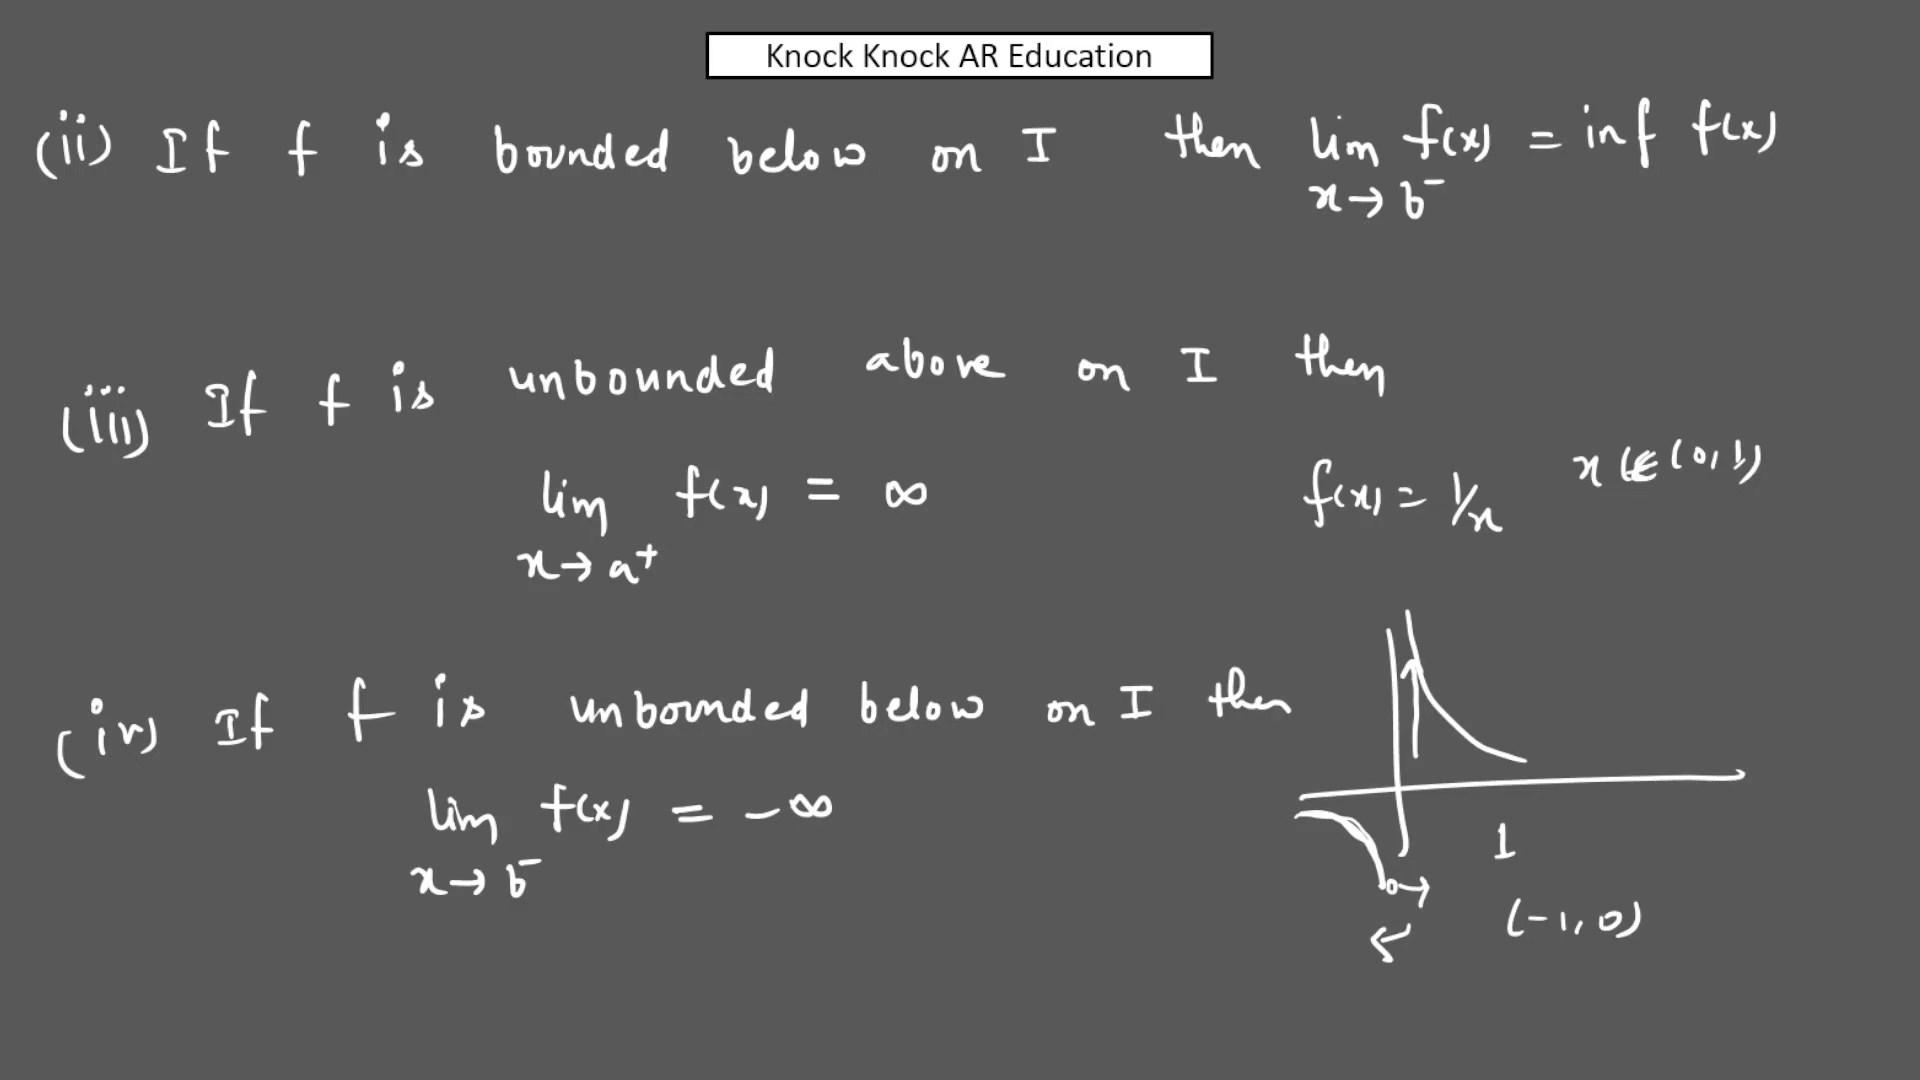 Knock Knock AR Education
(ii) If f is bounded below on I then lim f(x) = inf f(x)
x→b⁻
(iii) If f is unbounded above on I then
lim f(x) = ∞
x→a⁺
f(x) = 1/x x ∈ (0,1)
(iv) If f is unbounded below on I then
lim f(x) = -∞
x→b⁻
1
(-1,0)